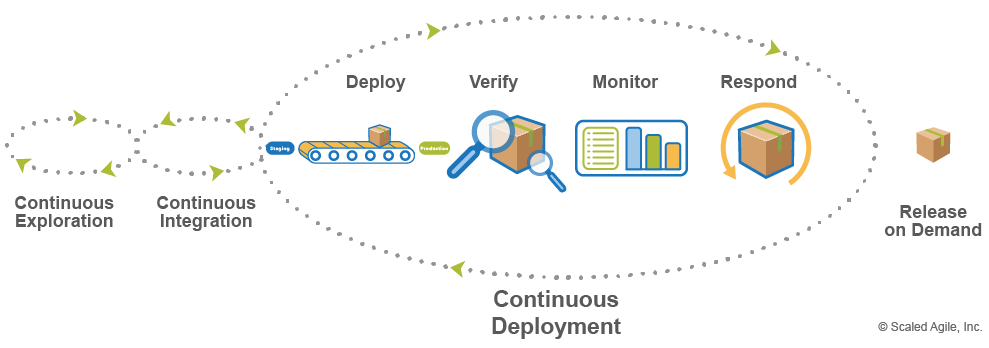 Deploy
Verify
Monitor
Respond
Staging
Production
Continuous
Exploration
Continuous
Integration
Release
on Demand
Continuous
Deployment
© Scaled Agile, Inc.